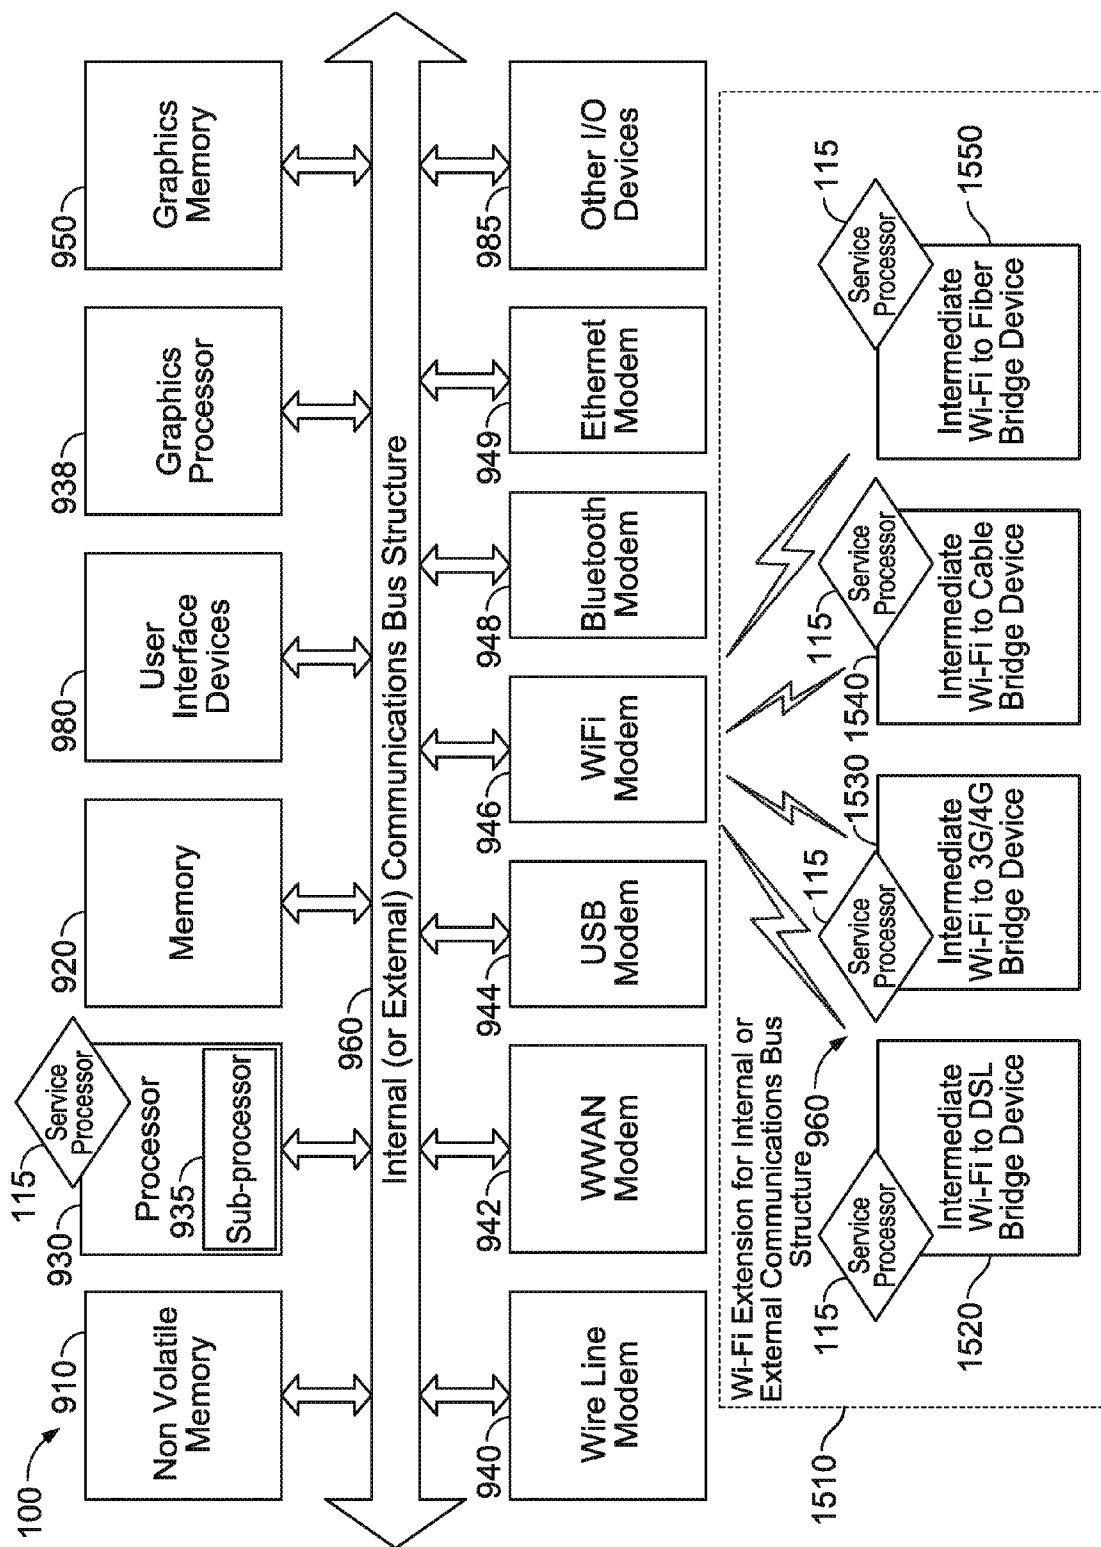 100
910
Non Volatile
Memory
930
115
Service
Processor
Processor
935
Sub-processor
920
Memory
980
User
Interface
Devices
938
Graphics
Processor
950
Graphics
Memory
960
Internal (or External) Communications Bus Structure
940
Wire Line
Modem
942
WWAN
Modem
944
USB
Modem
946
WiFi
Modem
948
Bluetooth
Modem
949
Ethernet
Modem
985
Other I/O
Devices
1510
Wi-Fi Extension for Internal or
External Communications Bus
Structure
960
115
Service
Processor
1520
Intermediate
Wi-Fi to DSL
Bridge Device
115
Service
Processor
1530
Intermediate
Wi-Fi to 3G/4G
Bridge Device
115
Service
Processor
1540
Intermediate
Wi-Fi to Cable
Bridge Device
115
Service
Processor
1550
Intermediate
Wi-Fi to Fiber
Bridge Device